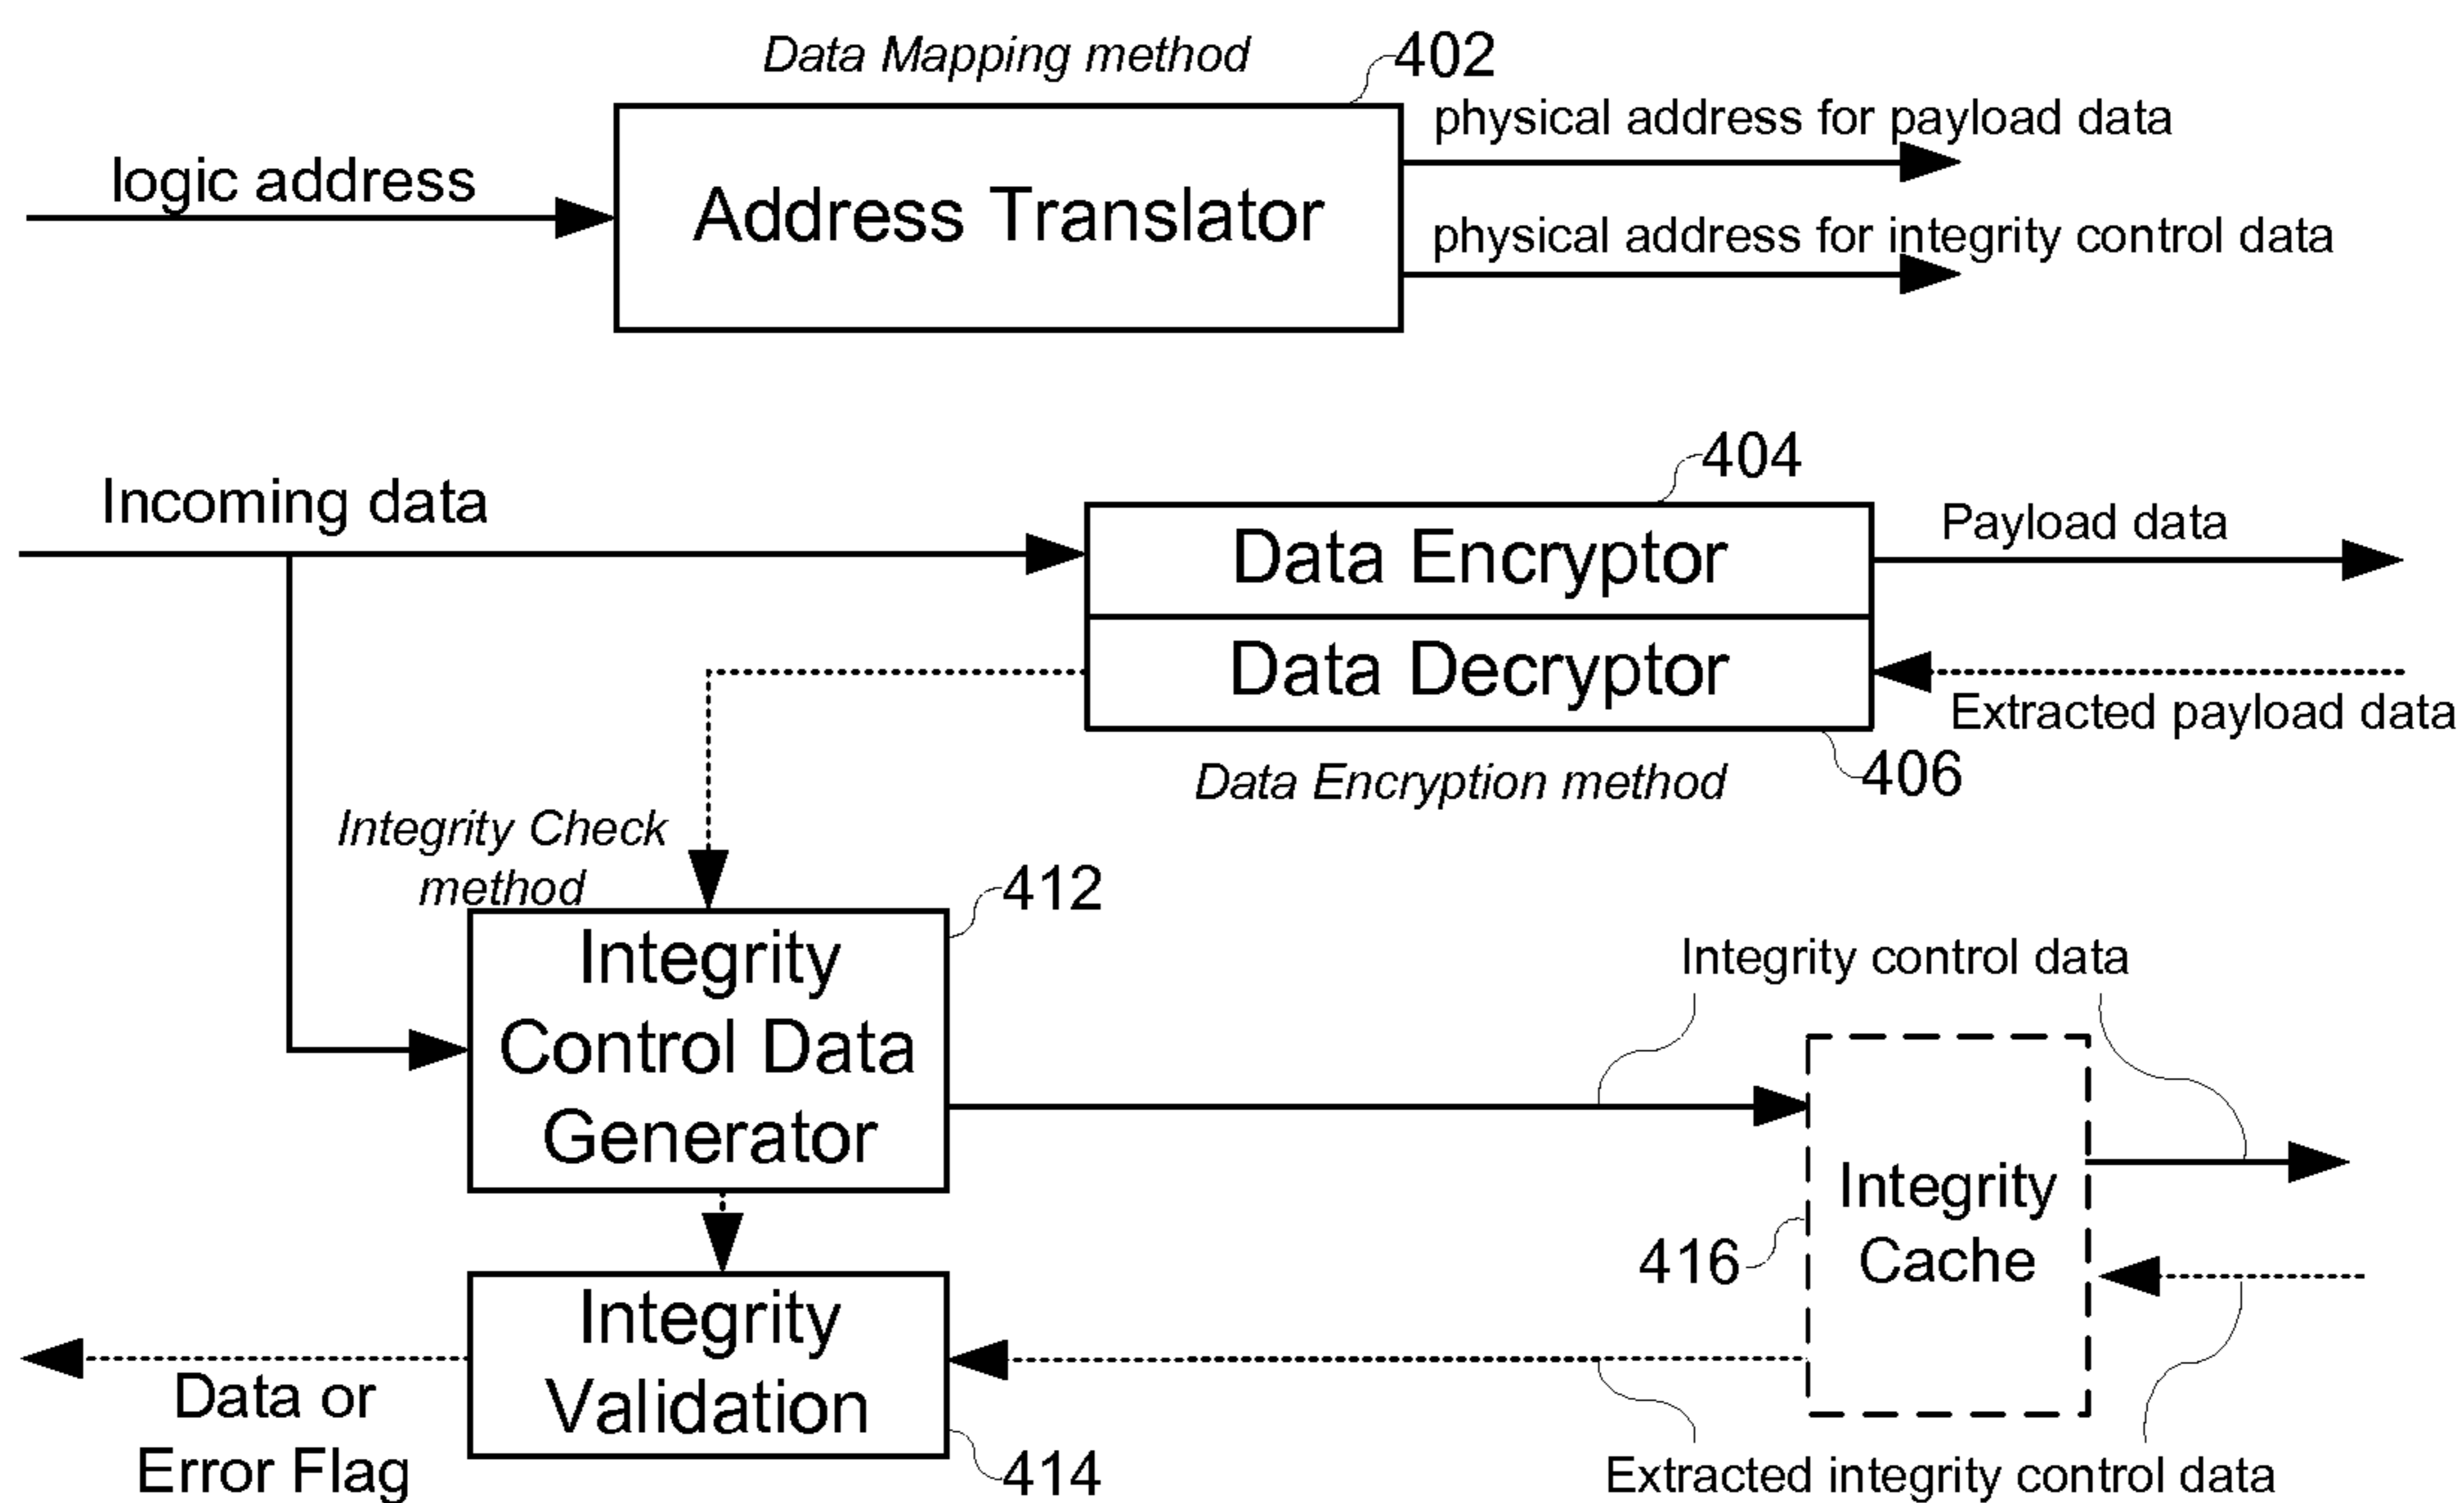 Data Mapping method
402
physical address for payload data
logic address
Address Translator
physical address for integrity control data
404
Incoming data
Data Encryptor
Payload data
Data Decryptor
Extracted payload data
Data Encryption method
406
Integrity Check
method
412
Integrity
Control Data
Generator
Integrity control data
Integrity
Cache
416
Integrity
Validation
Data or
Error Flag
414
Extracted integrity control data